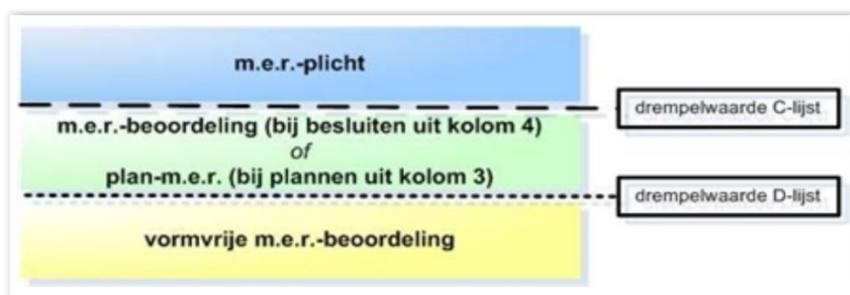 m.e.r.-plicht
drempelwaarde C-lijst
m.e.r.-beoordeling (bij besluiten uit kolom 4)
of
plan-m.e.r. (bij plannen uit kolom 3)
drempelwaarde D-lijst
vormvrije m.e.r.-beoordeling